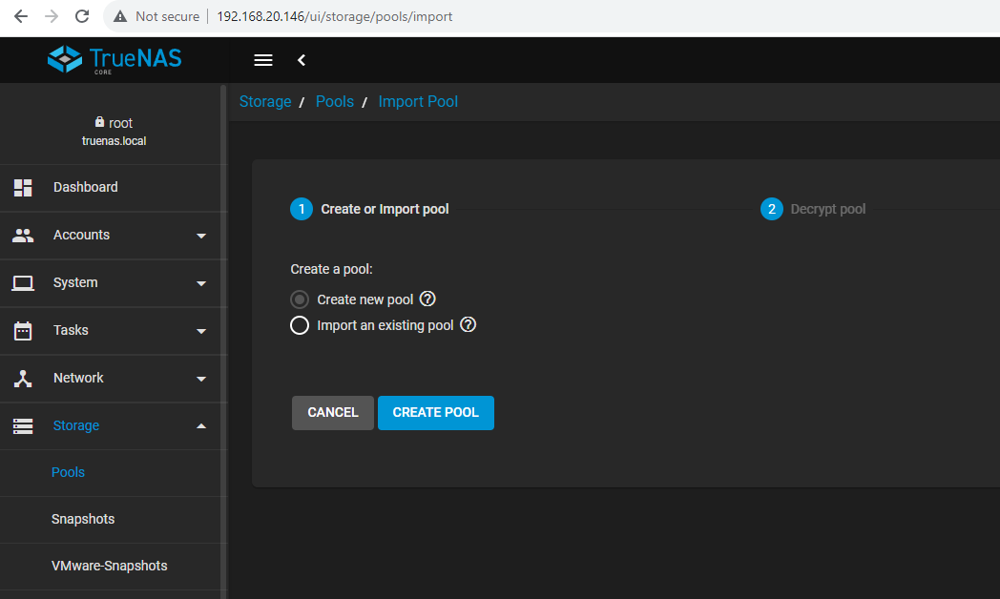 Not secure 192.168.20.146/ui/storage/pools/import
TrueNAS
CORE
Storage / Pools / Import Pool
root
truenas.local
Dashboard
Accounts
System
Tasks
Network
Storage
Pools
Snapshots
VMware-Snapshots
1 Create or Import pool
2 Decrypt pool
Create a pool:
Create new pool ?
Import an existing pool ?
CANCEL CREATE POOL